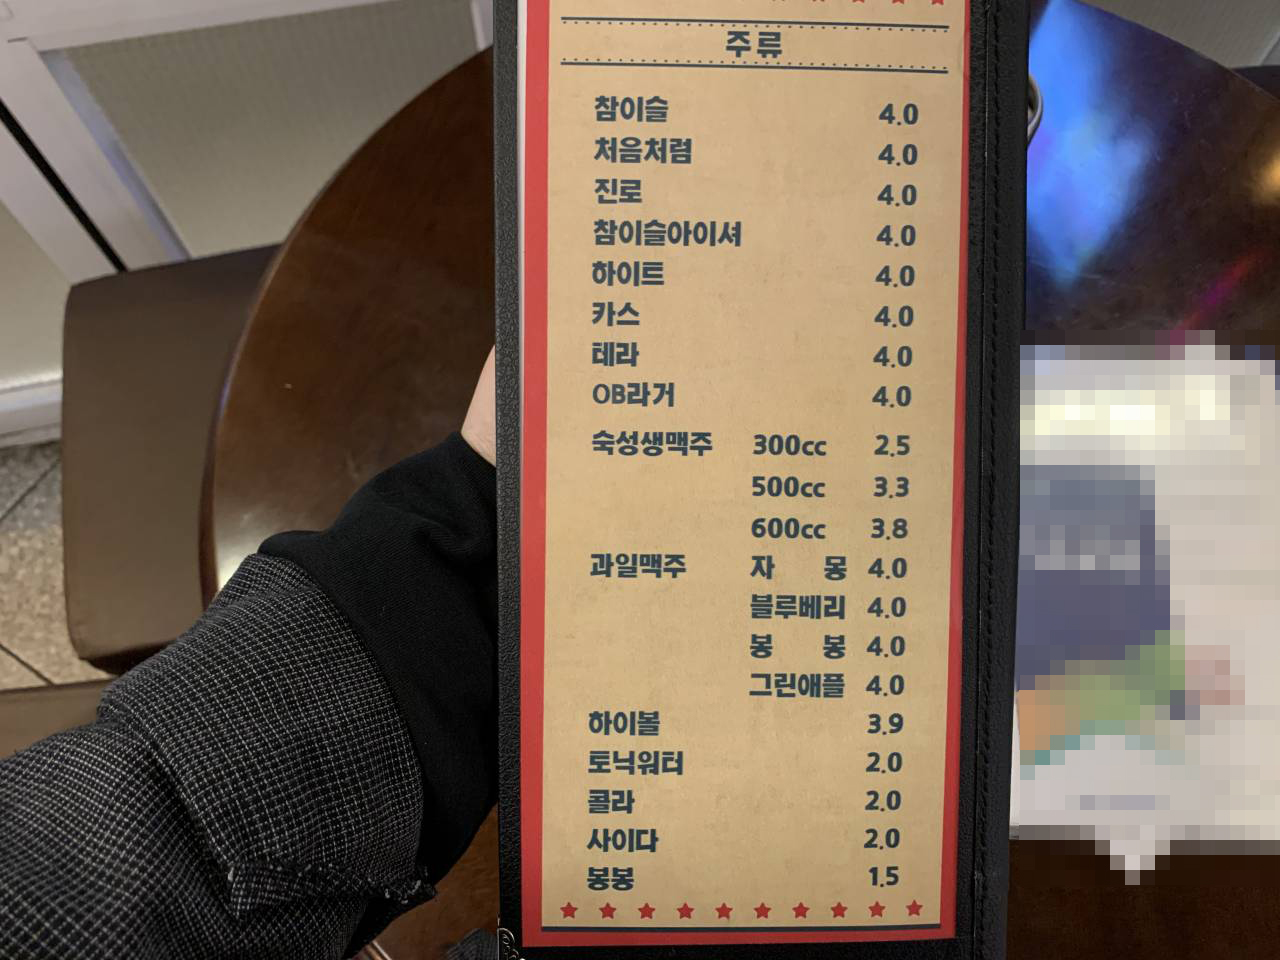 주류
참이슬 4.0
처음처럼 4.0
진로 4.0
참이슬아이셔 4.0
하이트 4.0
카스 4.0
테라 4.0
OB라거 4.0
숙성생맥주 300cc 2.5
500cc 3.3
600cc 3.8
과일맥주 자 몽 4.0
블루베리 4.0
봉 봉 4.0
그린애플 4.0
하이볼 3.9
토닉워터 2.0
콜라 2.0
사이다 2.0
봉봉 1.5